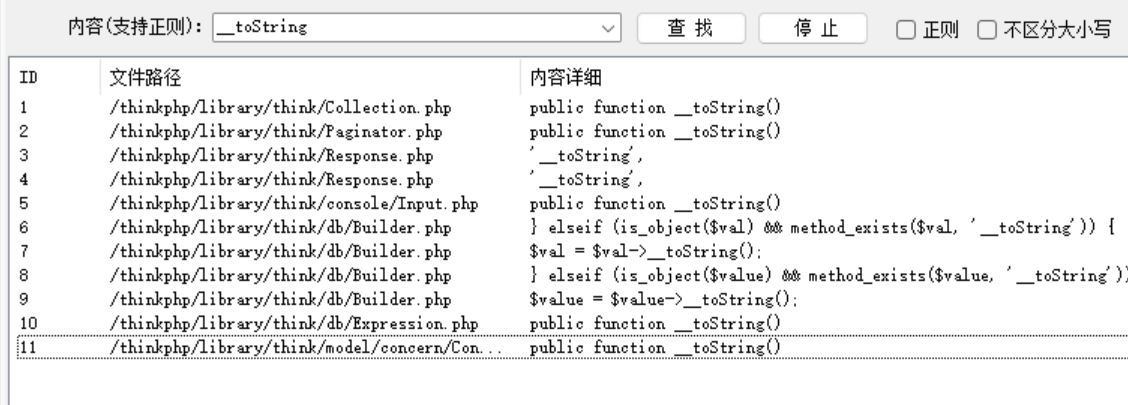 内容(支持正则): __toString 查找 停止 正则 不区分大小写
ID 文件路径 内容详细
1 /thinkphp/library/think/Collection.php public function __toString()
2 /thinkphp/library/think/Paginator.php public function __toString()
3 /thinkphp/library/think/Response.php '__toString',
4 /thinkphp/library/think/Response.php '__toString',
5 /thinkphp/library/think/console/Input.php public function __toString()
6 /thinkphp/library/think/db/Builder.php } elseif (is_object($val) && method_exists($val, '__toString')) {
7 /thinkphp/library/think/db/Builder.php $val = $val->__toString();
8 /thinkphp/library/think/db/Builder.php } elseif (is_object($value) && method_exists($value, '__toString'))
9 /thinkphp/library/think/db/Builder.php $value = $value->__toString();
10 /thinkphp/library/think/db/Expression.php public function __toString()
11 /thinkphp/library/think/model/concern/Con... public function __toString()